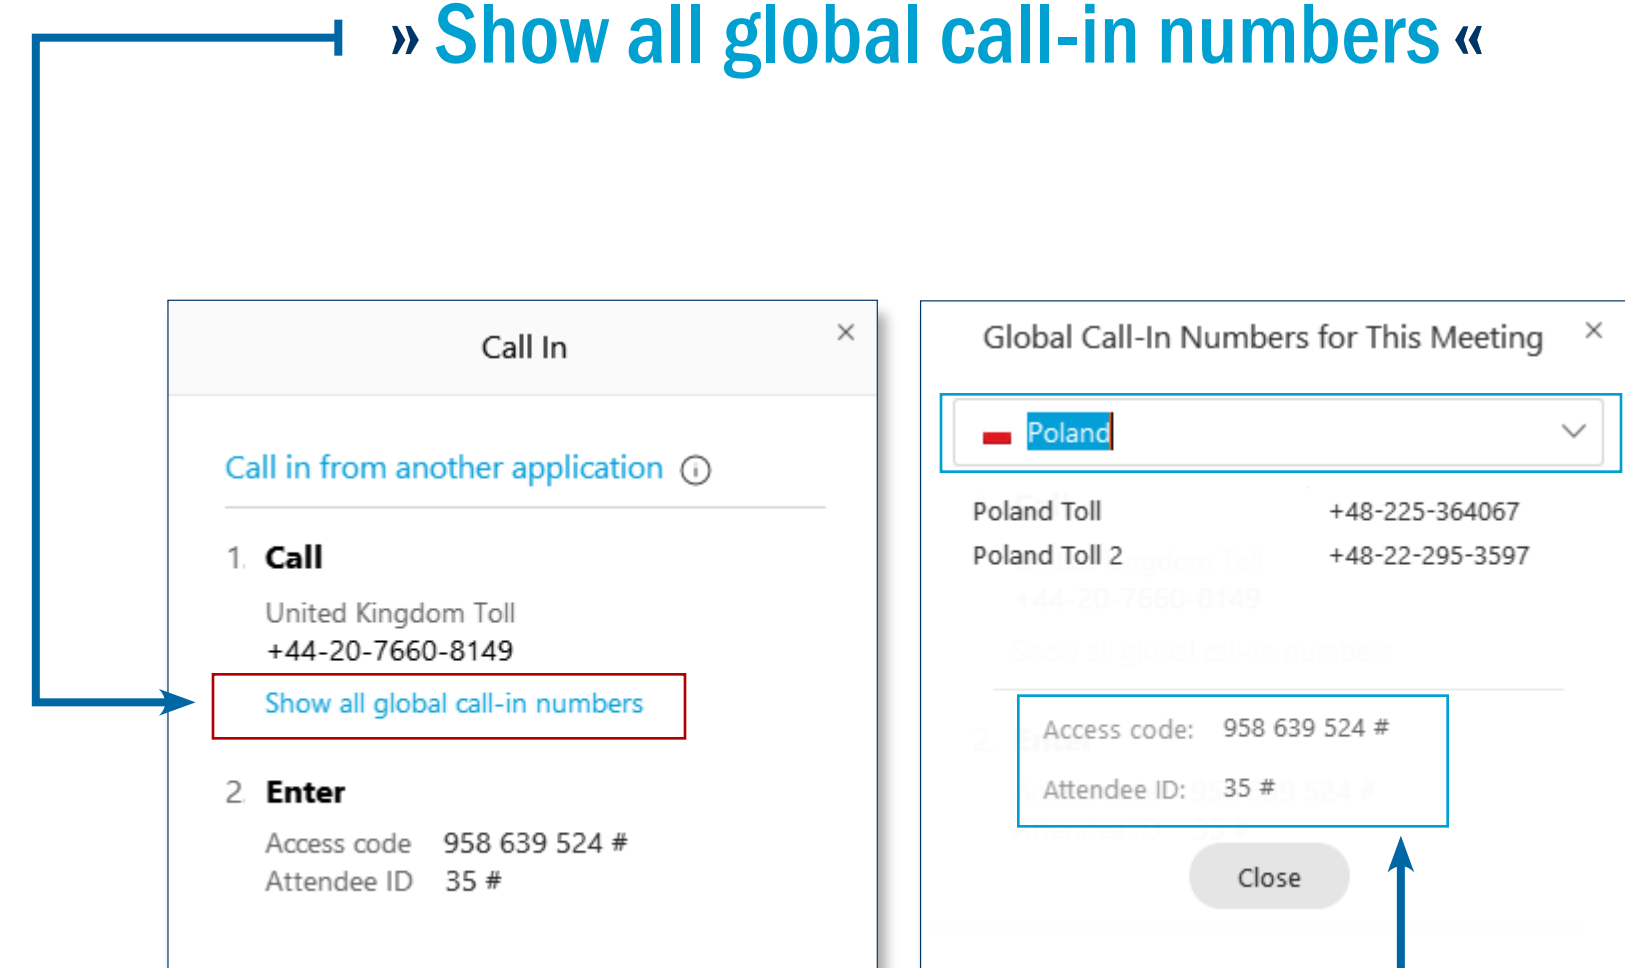 » Show all global call-in numbers «
Call In
Call in from another application
1. Call
United Kingdom Toll
+44-20-7660-8149
Show all global call-in numbers
2. Enter
Access code 958 639 524 #
Attendee ID 35 #
Global Call-In Numbers for This Meeting
Poland
Poland Toll +48-225-364067
Poland Toll 2 +48-22-295-3597
Access code: 958 639 524 #
Attendee ID: 35 #
Close